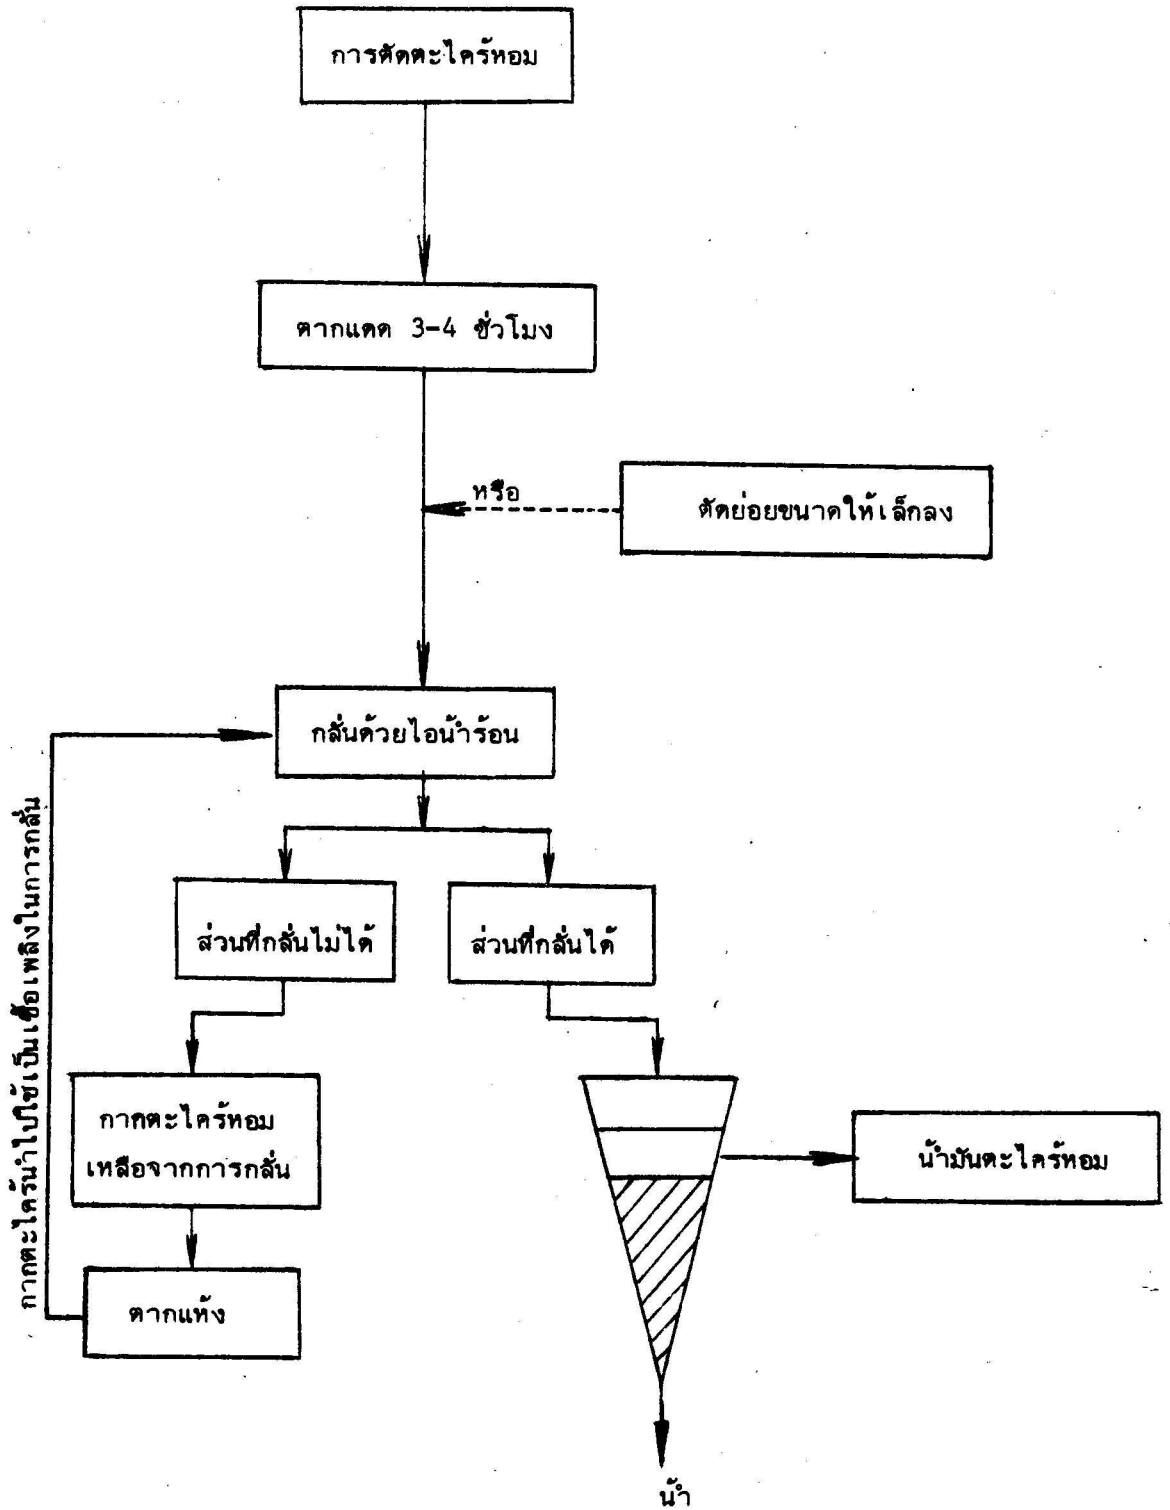 การตัดตะไคร้หอม
ตากแดด 3-4 ชั่วโมง
หรือ
ตัดย่อยขนาดให้เล็กลง
กลั่นด้วยไอน้ำร้อน
ส่วนที่กลั่นไม่ได้
ส่วนที่กลั่นได้
กากตะไคร้นำไปใช้เป็นเชื้อเพลิงในการกลั่น
กากตะไคร้หอม
เหลือจากการกลั่น
น้ำมันตะไคร้หอม
ตากแห้ง
น้ำ